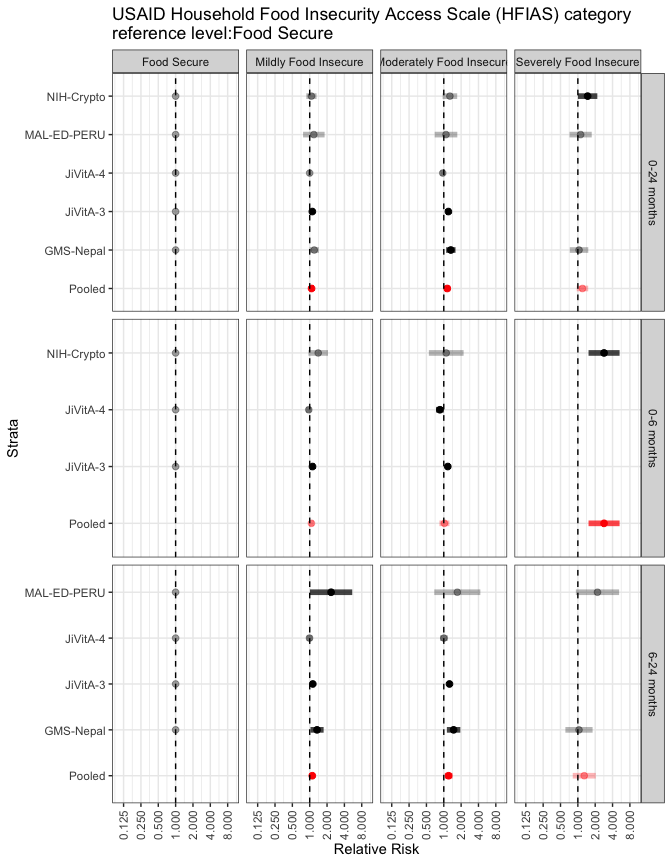 USAID Household Food Insecurity Access Scale (HFIAS) category
reference level:Food Secure
Food Secure
Mildly Food Insecure
Moderately Food Insecure
Severely Food Insecure
Strata
NIH-Crypto
MAL-ED-PERU
JiVitA-4
JiVitA-3
GMS-Nepal
Pooled
0-24 months
NIH-Crypto
JiVitA-4
JiVitA-3
Pooled
0-6 months
MAL-ED-PERU
JiVitA-4
JiVitA-3
GMS-Nepal
Pooled
6-24 months
0.125 0.250 0.500 1.000 2.000 4.000 8.000
0.125 0.250 0.500 1.000 2.000 4.000 8.000
0.125 0.250 0.500 1.000 2.000 4.000 8.000
0.125 0.250 0.500 1.000 2.000 4.000 8.000
Relative Risk